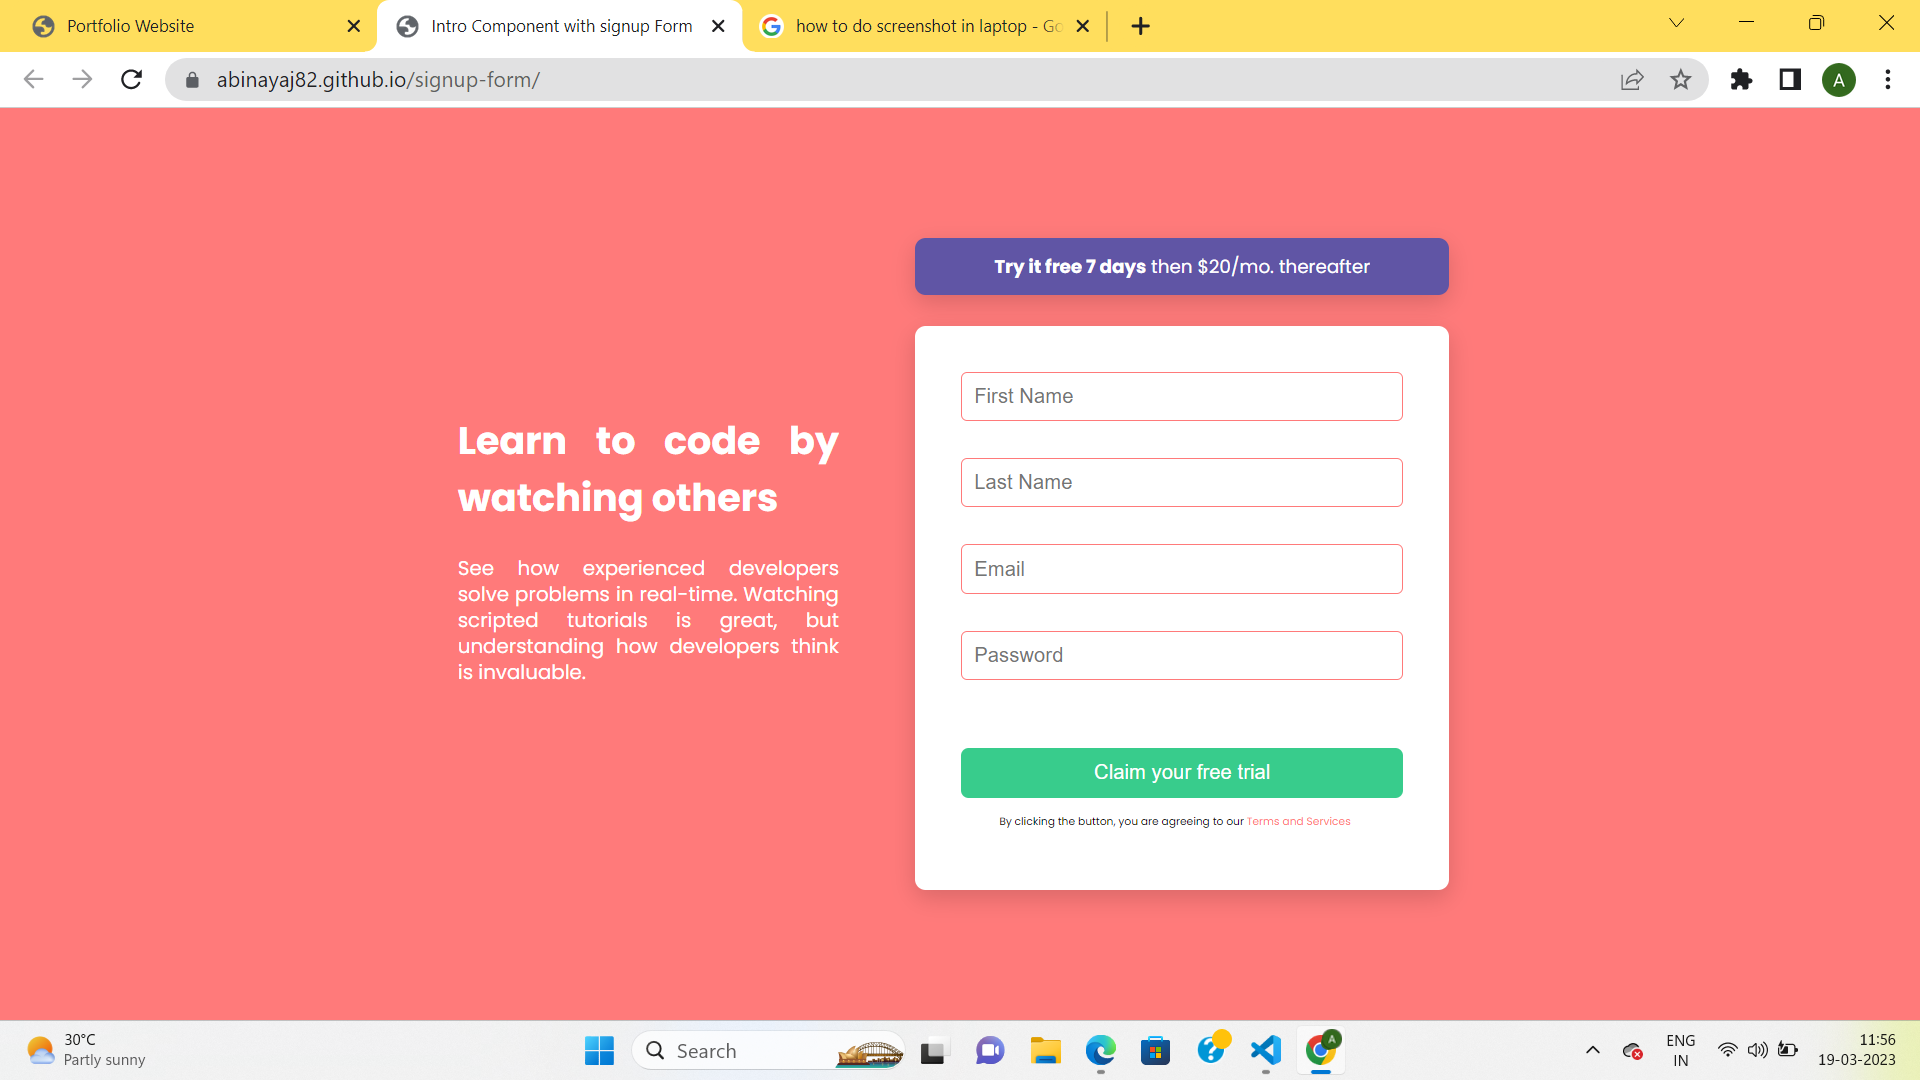 Portfolio Website
Intro Component with signup Form
how to do screenshot in laptop - Go
abinayaj82.github.io/signup-form/
A
Try it free 7 days then $20/mo. thereafter
Learn to code by
watching others
See how experienced developers
solve problems in real-time. Watching
scripted tutorials is great, but
understanding how developers think
is invaluable.
First Name
Last Name
Email
Password
Claim your free trial
By clicking the button, you are agreeing to our Terms and Services
30°C
Partly sunny
Search
A
ENG
IN
11:56
19-03-2023